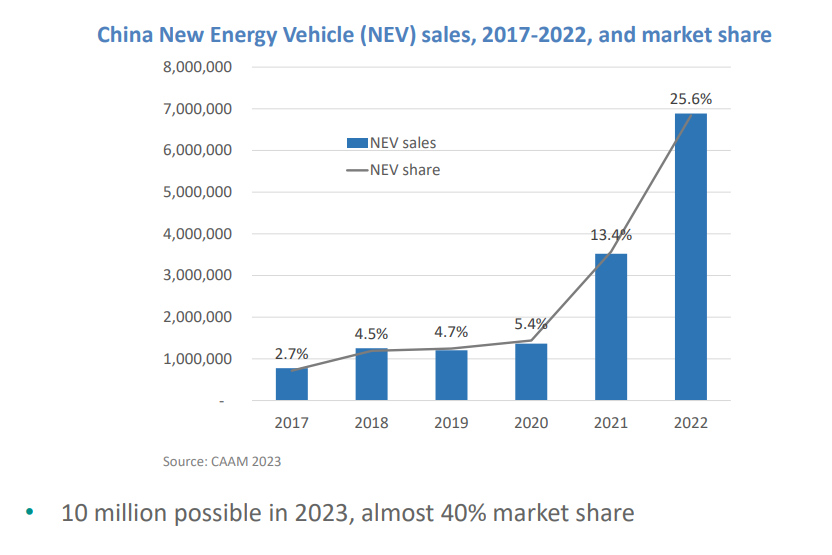 China New Energy Vehicle (NEV) sales, 2017-2022, and market share
8,000,000
7,000,000
6,000,000
5,000,000
4,000,000
3,000,000
2,000,000
1,000,000
-
NEV sales
NEV share
2.7%
4.5%
4.7%
5.4%
13.4%
25.6%
2017 2018 2019 2020 2021 2022
Source: CAAM 2023
• 10 million possible in 2023, almost 40% market share